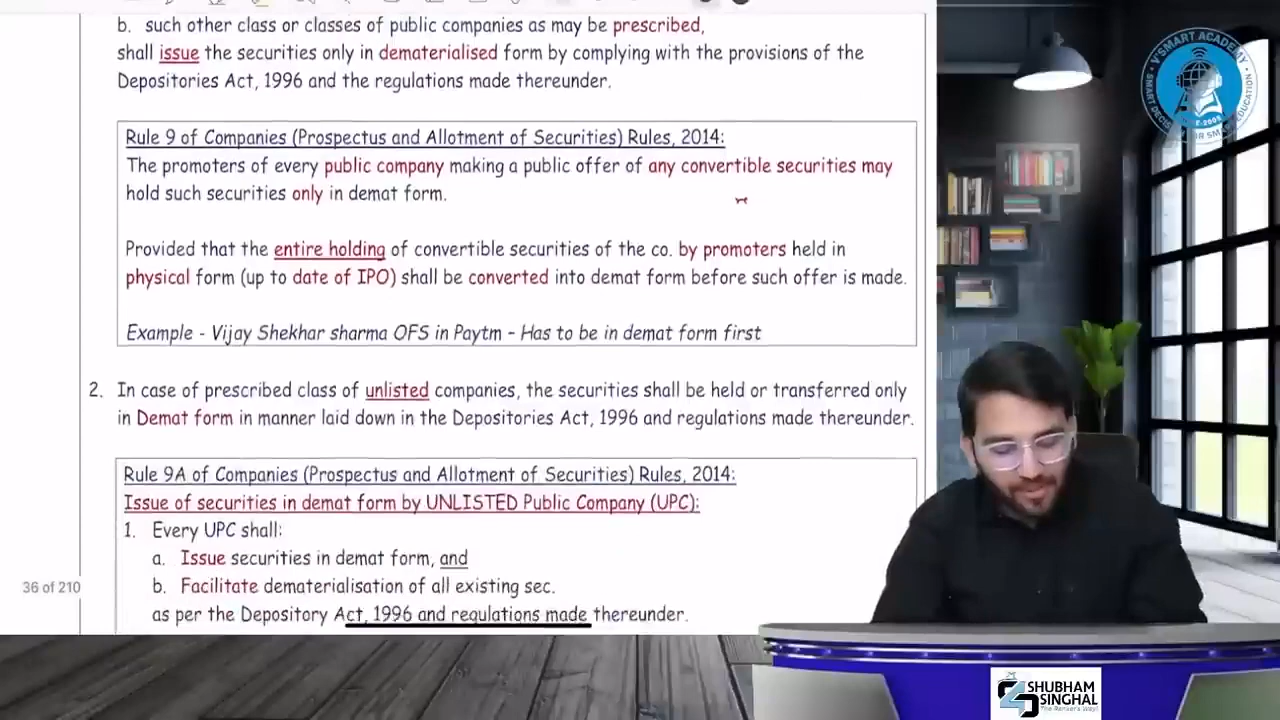 b. such other class or classes of public companies as may be prescribed,
shall issue the securities only in dematerialised form by complying with the provisions of the
Depositories Act, 1996 and the regulations made thereunder.
Rule 9 of Companies (Prospectus and Allotment of Securities) Rules, 2014:
The promoters of every public company making a public offer of any convertible securities may
hold such securities only in demat form.
Provided that the entire holding of convertible securities of the co. by promoters held in
physical form (up to date of IPO) shall be converted into demat form before such offer is made.
Example - Vijay Shekhar sharma OFS in Paytm - Has to be in demat form first
2. In case of prescribed class of unlisted companies, the securities shall be held or transferred only
in Demat form in manner laid down in the Depositories Act, 1996 and regulations made thereunder.
Rule 9A of Companies (Prospectus and Allotment of Securities) Rules, 2014:
Issue of securities in demat form by UNLISTED Public Company (UPC):
1. Every UPC shall:
a. Issue securities in demat form, and
b. Facilitate dematerialisation of all existing sec.
as per the Depository Act, 1996 and regulations made thereunder.
36 of 210
V'SMART ACADEMY
SHUBHAM
SINGHAL